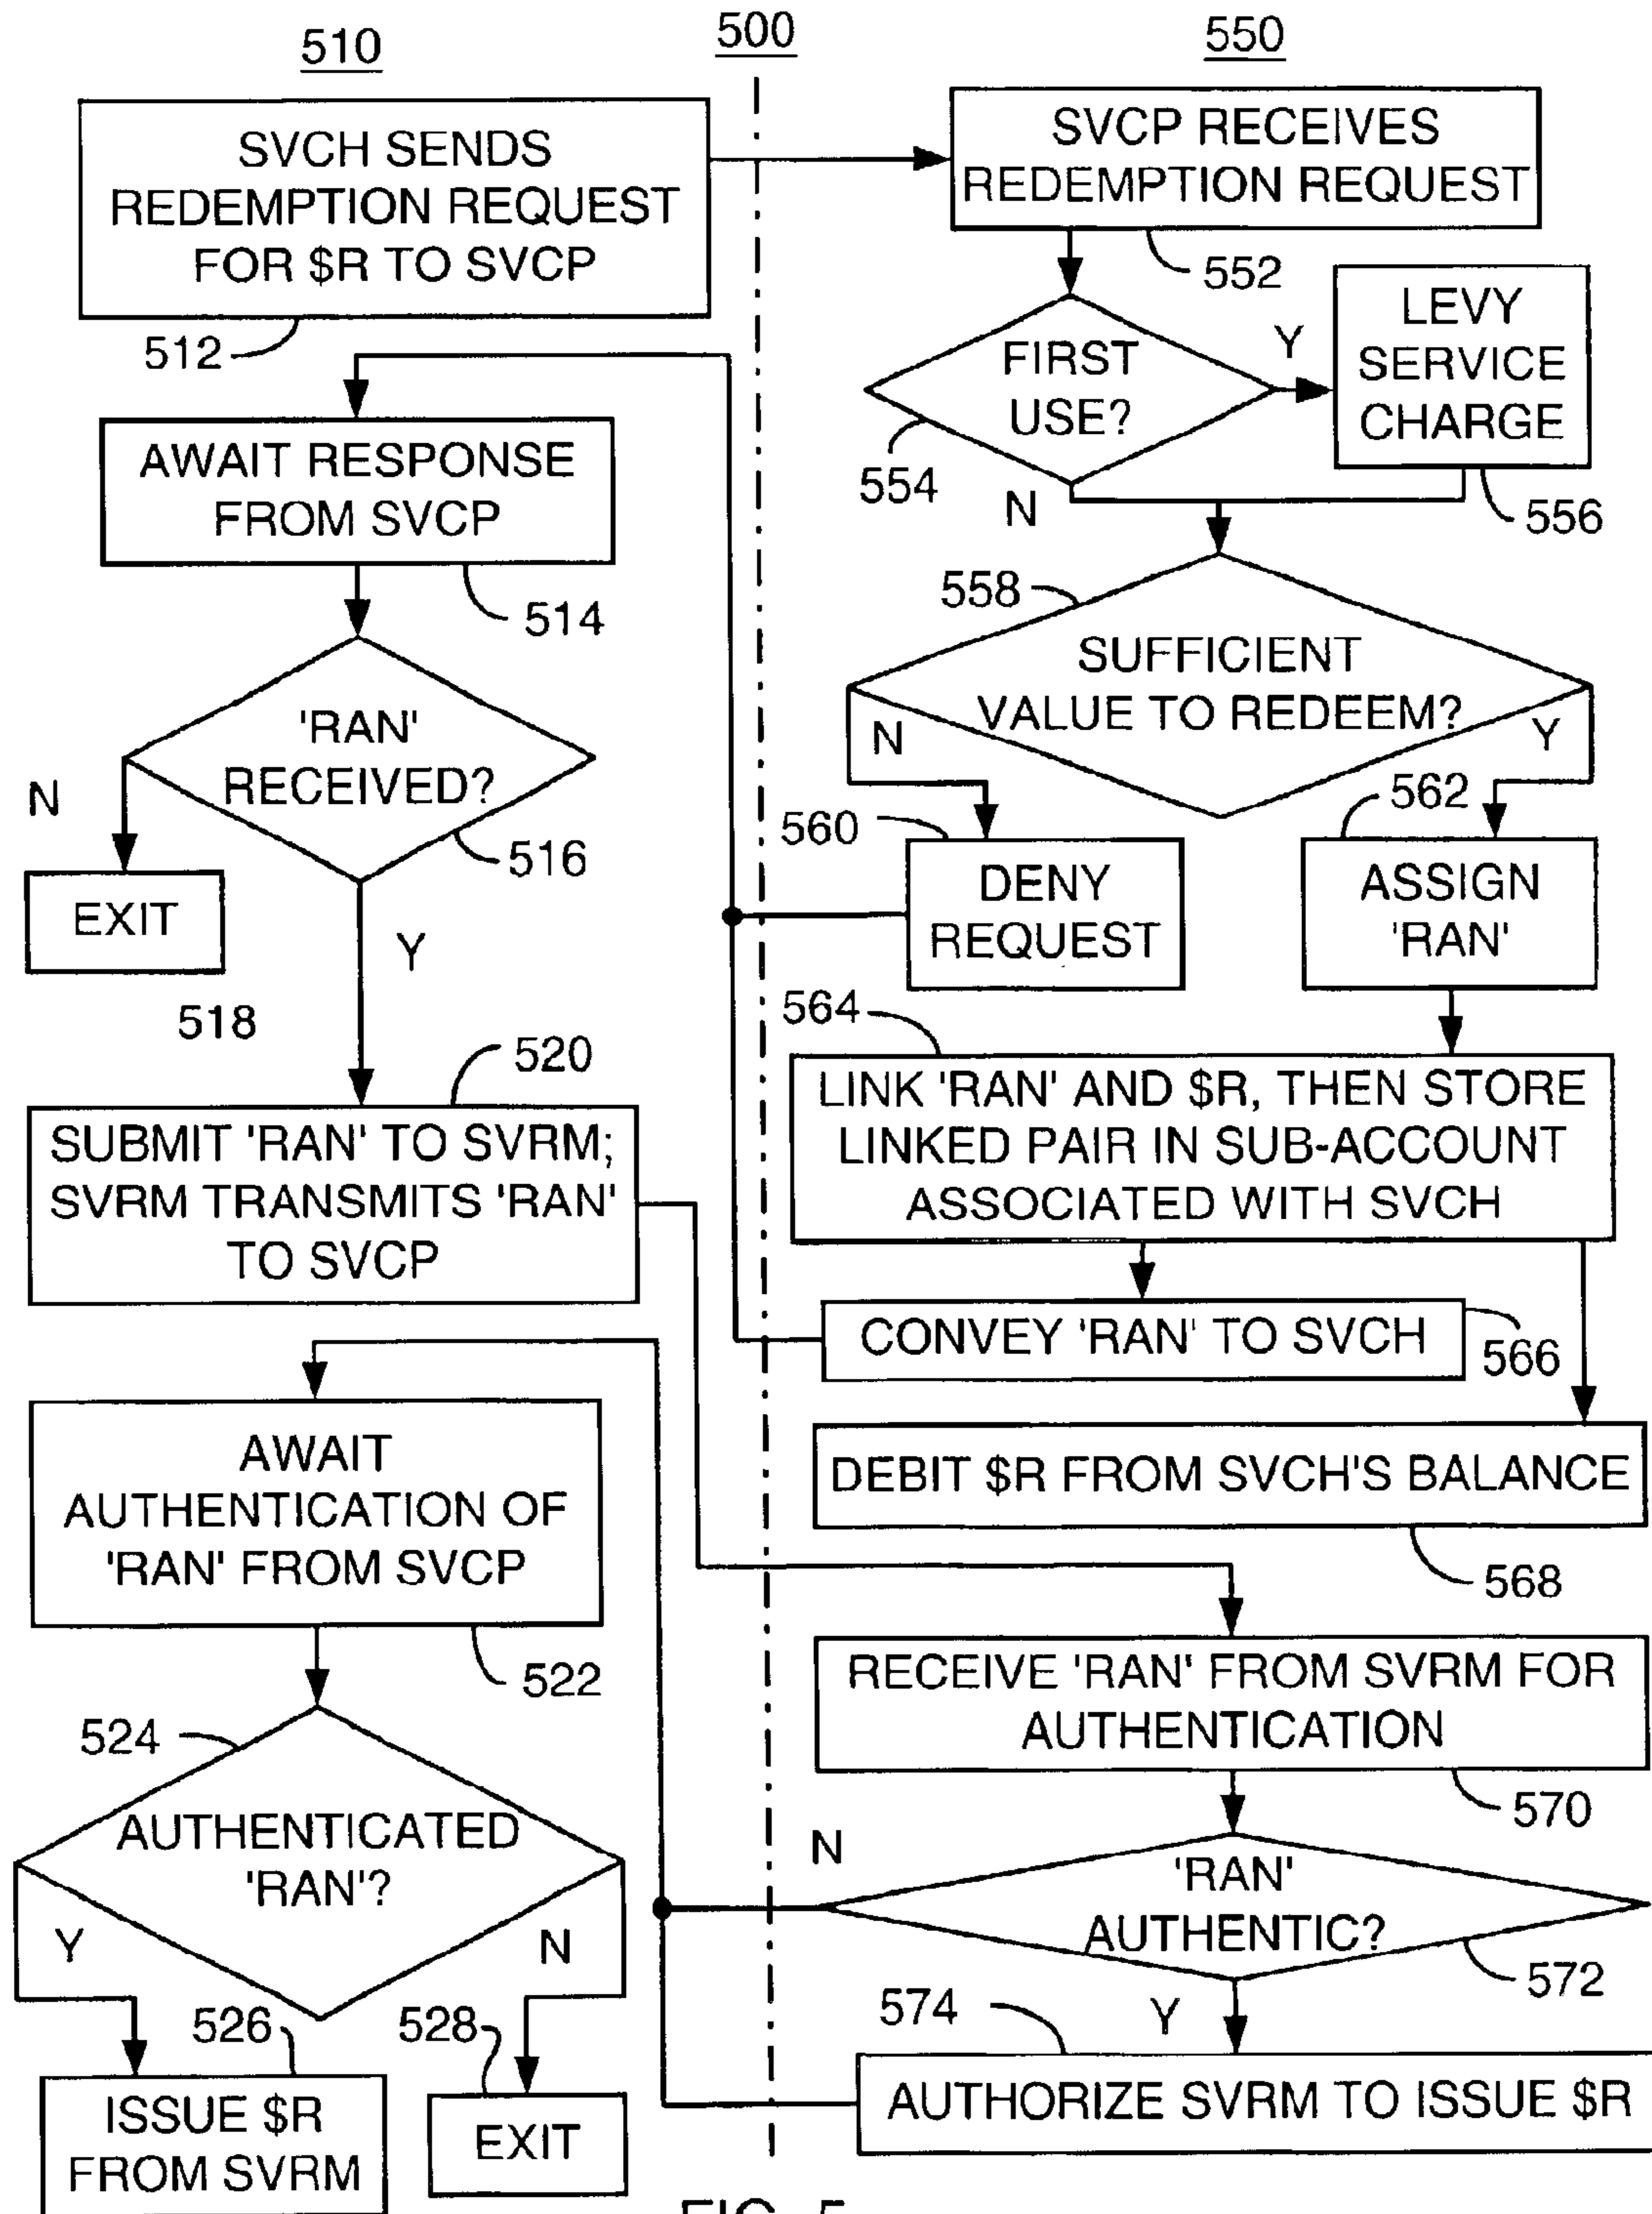 510
500
550
SVCH SENDS
REDEMPTION REQUEST
FOR $R TO SVCP
512
SVCP RECEIVES
REDEMPTION REQUEST
552
FIRST
USE?
554
Y
N
LEVY
SERVICE
CHARGE
556
AWAIT RESPONSE
FROM SVCP
514
558
SUFFICIENT
VALUE TO REDEEM?
N
Y
'RAN'
RECEIVED?
516
N
Y
EXIT
518
560
DENY
REQUEST
562
ASSIGN
'RAN'
564
LINK 'RAN' AND $R, THEN STORE
LINKED PAIR IN SUB-ACCOUNT
ASSOCIATED WITH SVCH
520
SUBMIT 'RAN' TO SVRM;
SVRM TRANSMITS 'RAN'
TO SVCP
CONVEY 'RAN' TO SVCH
566
DEBIT $R FROM SVCH'S BALANCE
568
AWAIT
AUTHENTICATION OF
'RAN' FROM SVCP
522
RECEIVE 'RAN' FROM SVRM FOR
AUTHENTICATION
570
524
AUTHENTICATED
'RAN'?
Y
N
N
'RAN'
AUTHENTIC?
572
Y
574
AUTHORIZE SVRM TO ISSUE $R
526
ISSUE $R
FROM SVRM
528
EXIT
FIG. 5